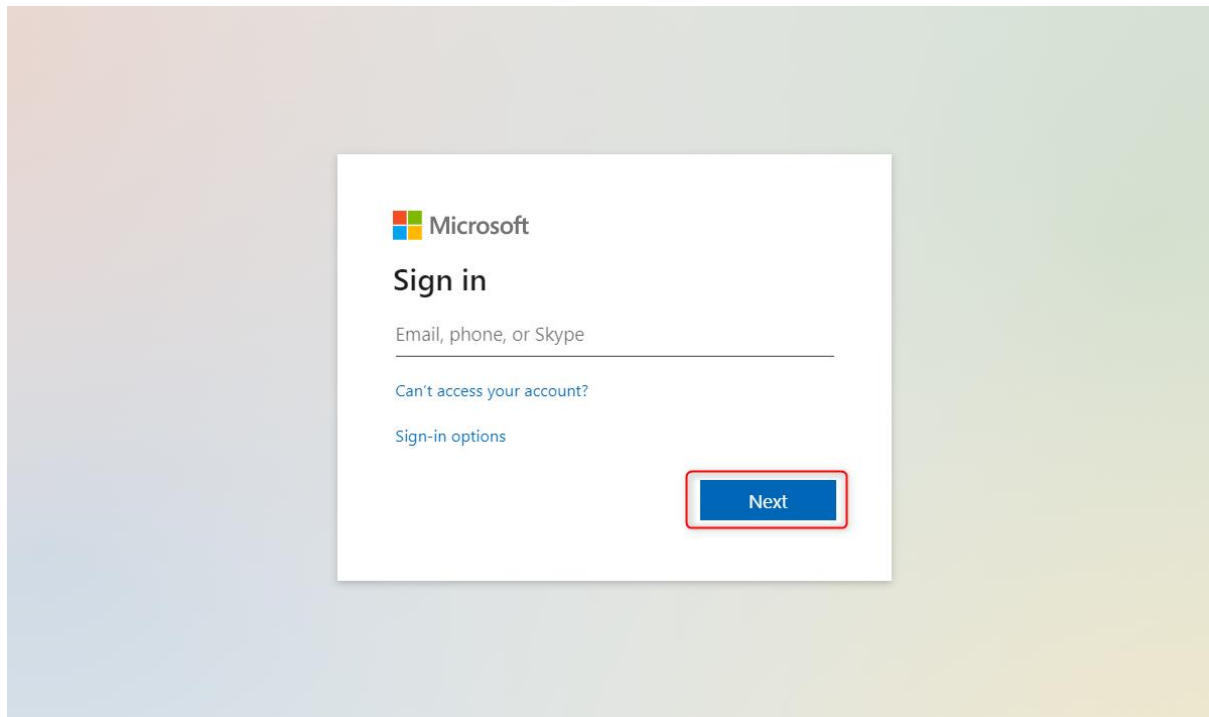 Microsoft
Sign in
Email, phone, or Skype
Can't access your account?
Sign-in options
Next